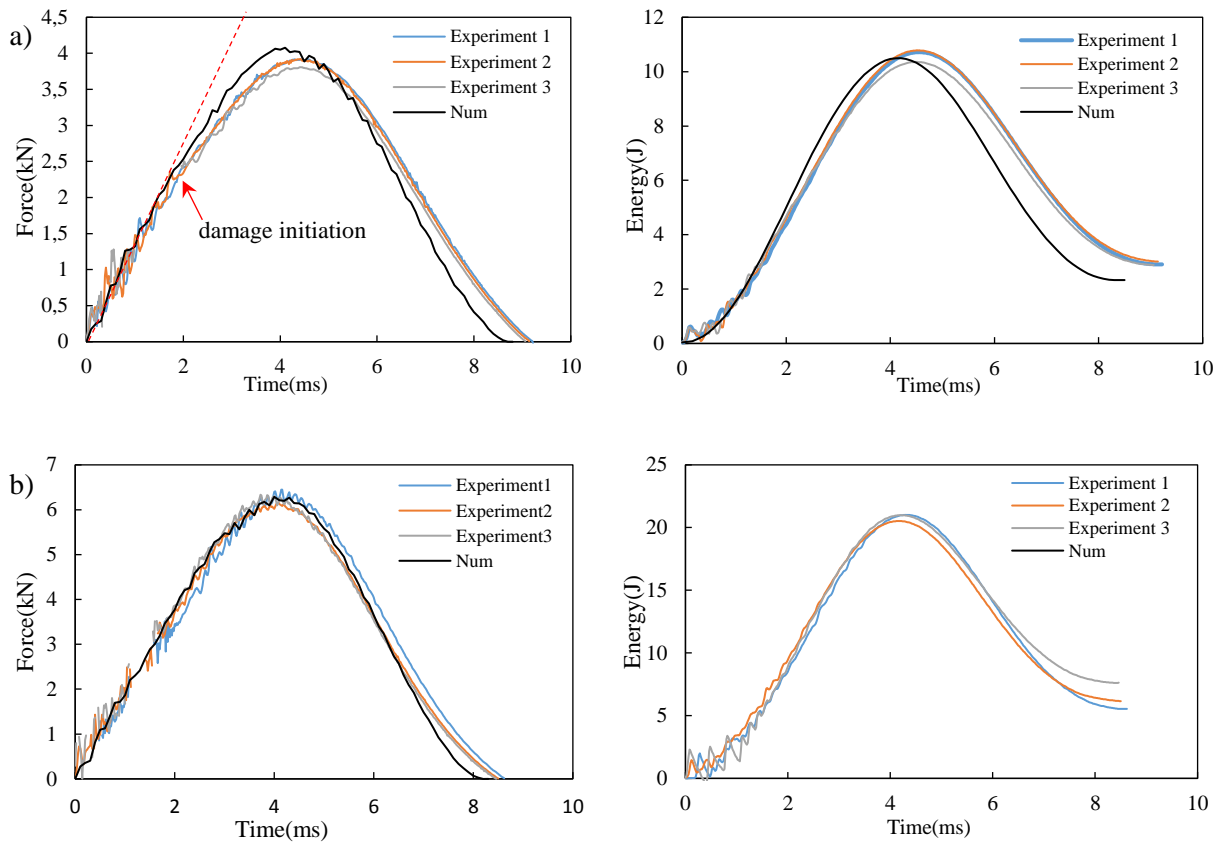 a)
Force(kN)
4,5
4
3,5
3
2,5
2
1,5
1
0,5
0
0 2 4 6 8 10
Time(ms)
Experiment 1
Experiment 2
Experiment 3
Num
damage initiation
Energy(J)
12
10
8
6
4
2
0
0 2 4 6 8 10
Time(ms)
Experiment 1
Experiment 2
Experiment 3
Num
b)
Force(kN)
7
6
5
4
3
2
1
0
0 2 4 6 8 10
Time(ms)
Experiment1
Experiment2
Experiment3
Num
Energy(J)
25
20
15
10
5
0
0 2 4 6 8 10
Time(ms)
Experiment 1
Experiment 2
Experiment 3
Num